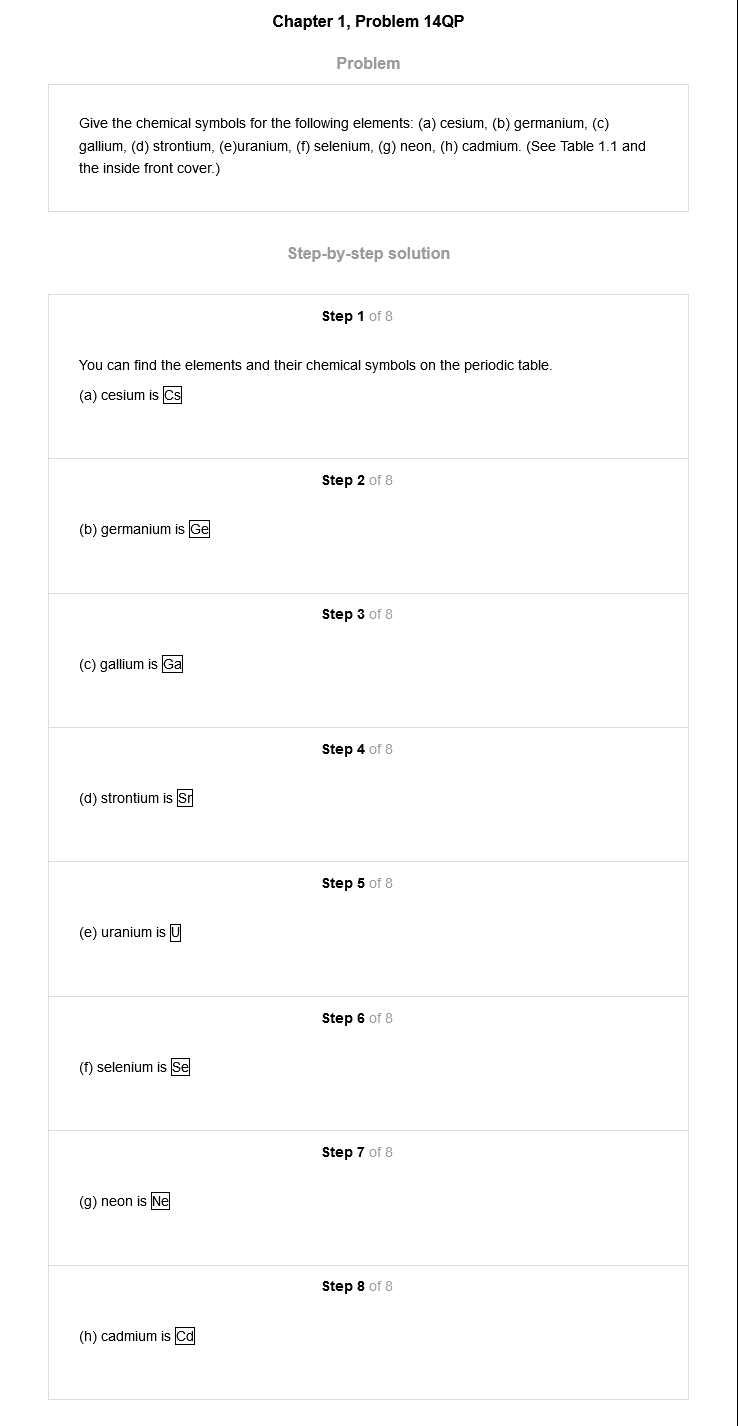 Chapter 1, Problem 14QP
Problem
Give the chemical symbols for the following elements: (a) cesium, (b) germanium, (c)
gallium, (d) strontium, (e)uranium, (f) selenium, (g) neon, (h) cadmium. (See Table 1.1 and
the inside front cover.)
Step-by-step solution
Step 1 of 8
You can find the elements and their chemical symbols on the periodic table.
(a) cesium is Cs
Step 2 of 8
(b) germanium is Ge
Step 3 of 8
(c) gallium is Ga
Step 4 of 8
(d) strontium is Sr
Step 5 of 8
(e) uranium is U
Step 6 of 8
(f) selenium is Se
Step 7 of 8
(g) neon is Ne
Step 8 of 8
(h) cadmium is Cd